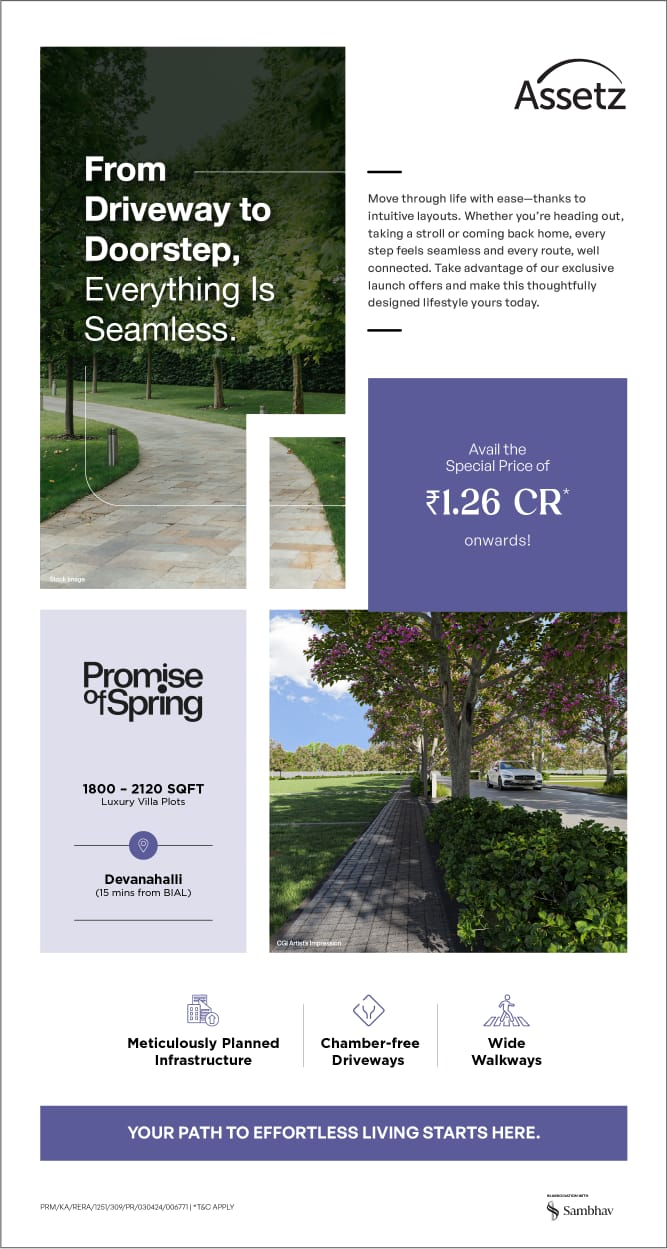 Assetz
From
Driveway to
Doorstep,
Everything Is
Seamless.
Stock Image
Move through life with ease—thanks to
intuitive layouts. Whether you're heading out,
taking a stroll or coming back home, every
step feels seamless and every route, well
connected. Take advantage of our exclusive
launch offers and make this thoughtfully
designed lifestyle yours today.
Avail the
Special Price of
₹1.26 CR*
onwards!
Promise
of Spring
1800 – 2120 SQFT
Luxury Villa Plots
Devanahalli
(15 mins from BIAL)
CGI Artist's Impression
Meticulously Planned
Infrastructure
Chamber-free
Driveways
Wide
Walkways
YOUR PATH TO EFFORTLESS LIVING STARTS HERE.
PRM/KA/RERA/1251/309/PR/030424/006771 | *T&C APPLY
IN ASSOCIATION WITH
Sambhav